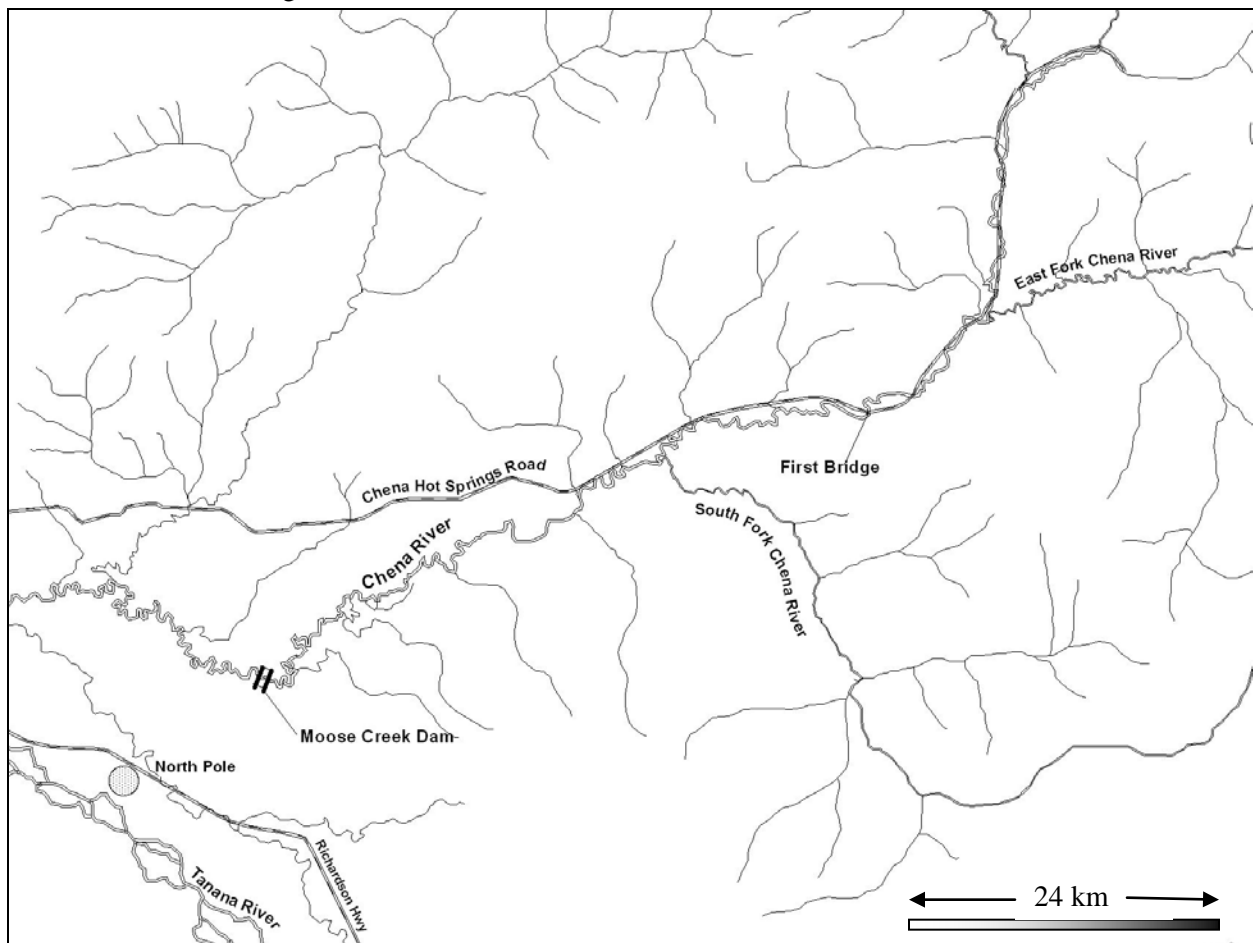 East Fork Chena River
First Bridge
Chena Hot Springs Road
South Fork Chena River
Chena River
Moose Creek Dam
North Pole
Richardson Hwy
Tanana River
24 km